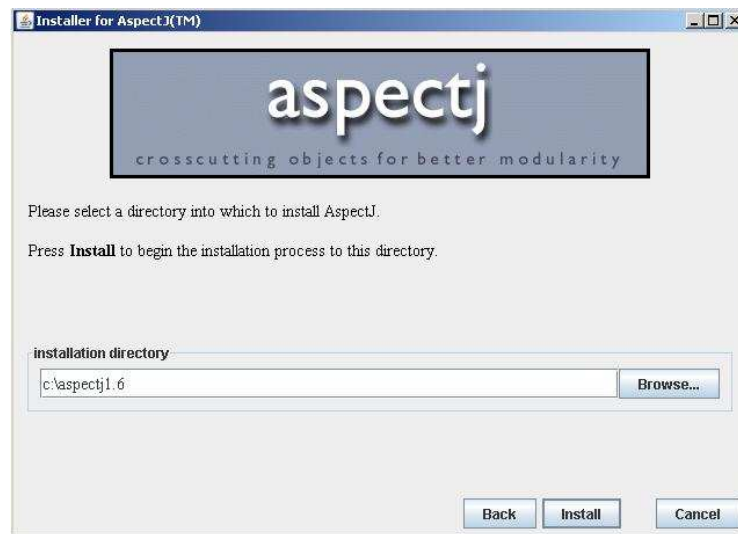 Installer for AspectJ(TM)
aspectj
crosscutting objects for better modularity
Please select a directory into which to install AspectJ.
Press Install to begin the installation process to this directory.
installation directory
c:\aspectj1.6
Browse...
Back Install Cancel